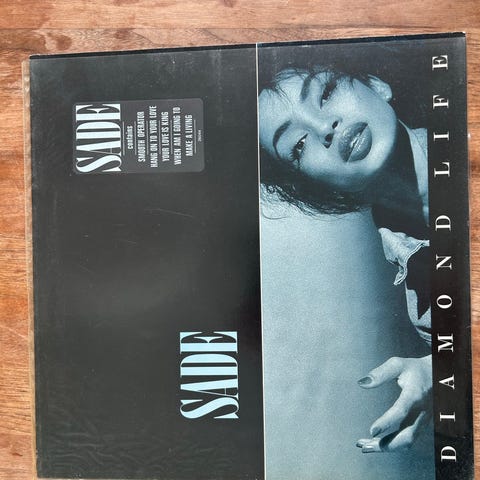 SADE
contains
SMOOTH OPERATOR
HANG ON TO YOUR LOVE
YOUR LOVE IS KING
WHEN AM I GOING TO
MAKE A LIVING
SADE
DIAMOND LIFE